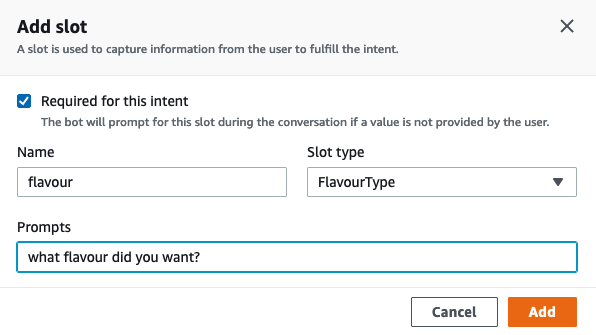 Add slot
A slot is used to capture information from the user to fulfill the intent.
Required for this intent
The bot will prompt for this slot during the conversation if a value is not provided by the user.
Name Slot type
flavour FlavourType
Prompts
what flavour did you want?
Cancel Add